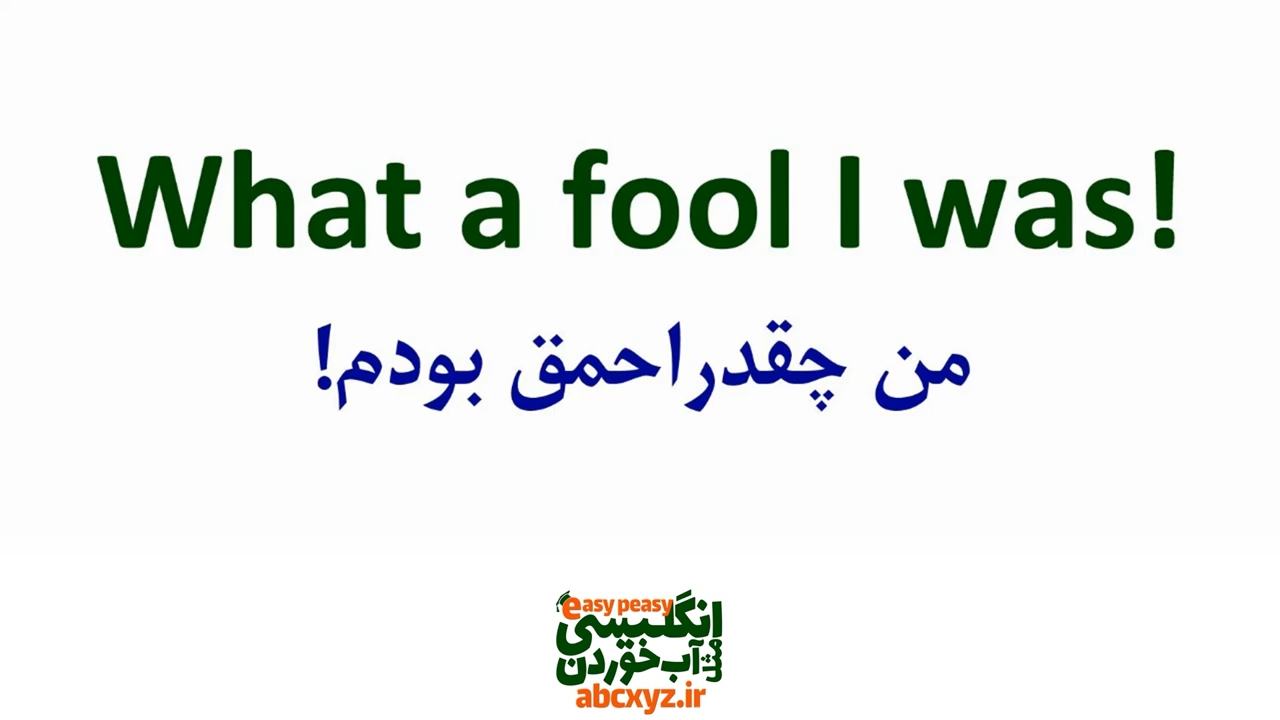 What a fool I was!
من چقدراحمق بودم!
easy peasy
انگلیسی
مثل
آب خوردن
abcxyz.ir